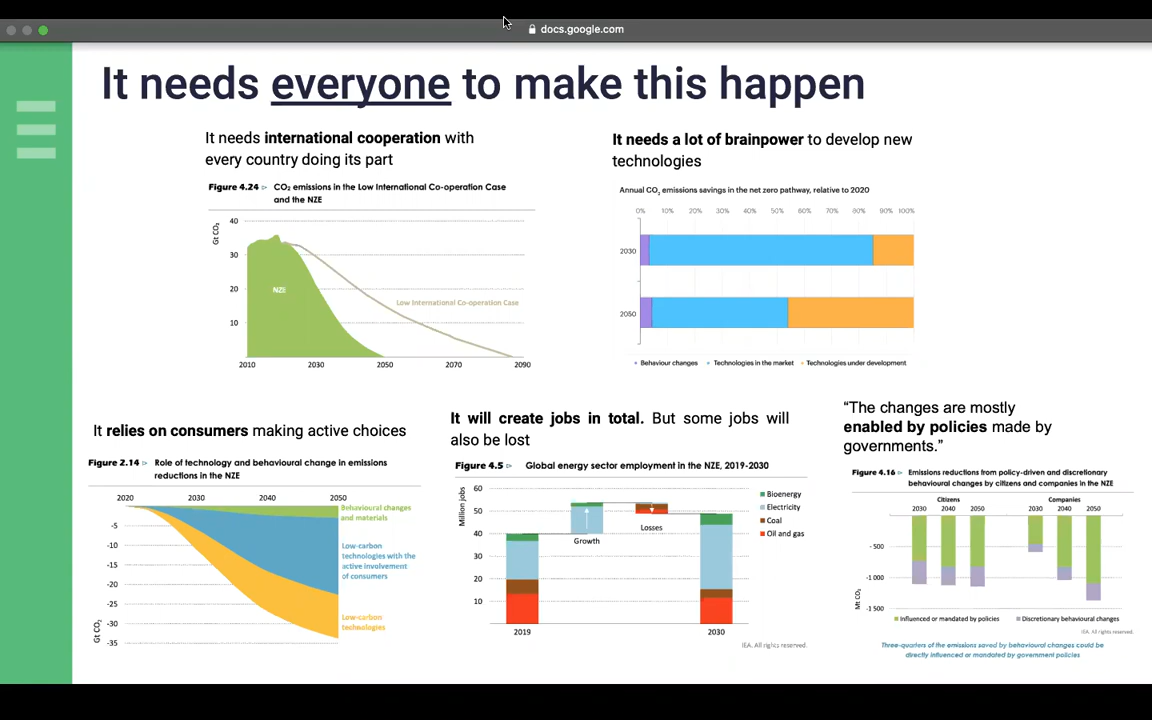 docs.google.com
It needs everyone to make this happen
It needs international cooperation with
every country doing its part
Figure 4.24 ▷ CO₂ emissions in the Low International Co-operation Case
and the NZE
Gt CO₂
40
30
20
10
NZE
Low International Co-operation Case
2010 2030 2050 2070 2090
It needs a lot of brainpower to develop new
technologies
Annual CO₂ emissions savings in the net zero pathway, relative to 2020
0% 10% 20% 30% 40% 50% 60% 70% 80% 90% 100%
2030
2050
Behaviour changes Technologies in the market Technologies under development
It relies on consumers making active choices
Figure 2.14 ▷ Role of technology and behavioural change in emissions
reductions in the NZE
2020 2030 2040 2050
-5
-10
-15
-20
-25
-30
-35
Gt CO₂
Behavioural changes
and materials
Low-carbon
technologies with the
active involvement
of consumers
Low-carbon
technologies
It will create jobs in total. But some jobs will
also be lost
Figure 4.5 ▷ Global energy sector employment in the NZE, 2019-2030
Million jobs
60
50
40
30
20
10
Growth
Losses
2019 2030
Bioenergy
Electricity
Coal
Oil and gas
IEA. All rights reserved.
“The changes are mostly
enabled by policies made by
governments.”
Figure 4.16 ▷ Emissions reductions from policy-driven and discretionary
behavioural changes by citizens and companies in the NZE
Citizens Companies
2030 2040 2050 2030 2040 2050
- 500
-1 000
-1 500
Mt CO₂
Influenced or mandated by policies Discretionary behavioural changes
IEA. All rights reserved.
Three-quarters of the emissions saved by behavioural changes could be
directly influenced or mandated by government policies